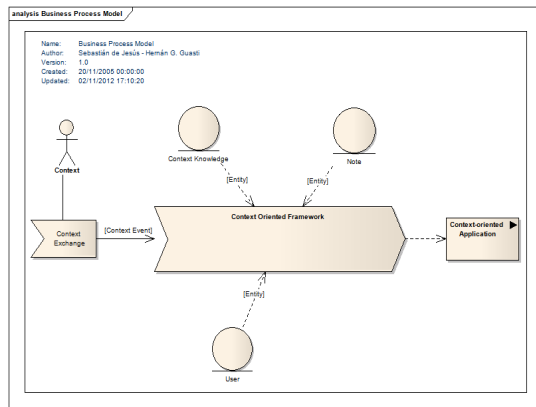 analysis Business Process Model
Name: Business Process Model
Author: Sebastián de Jesús - Hernán G. Guasti
Version: 1.0
Created: 20/11/2005 00:00:00
Updated: 02/11/2012 17:10:20
Context Knowledge
Note
Context
[Entity]
[Entity]
Context Oriented Framework
Context-oriented
Application
Context
Exchange
[Context Event]
[Entity]
User